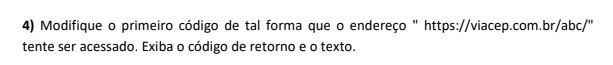 4) Modifique o primeiro código de tal forma que o endereço " https://viacep.com.br/abc/"
tente ser acessado. Exiba o código de retorno e o texto.